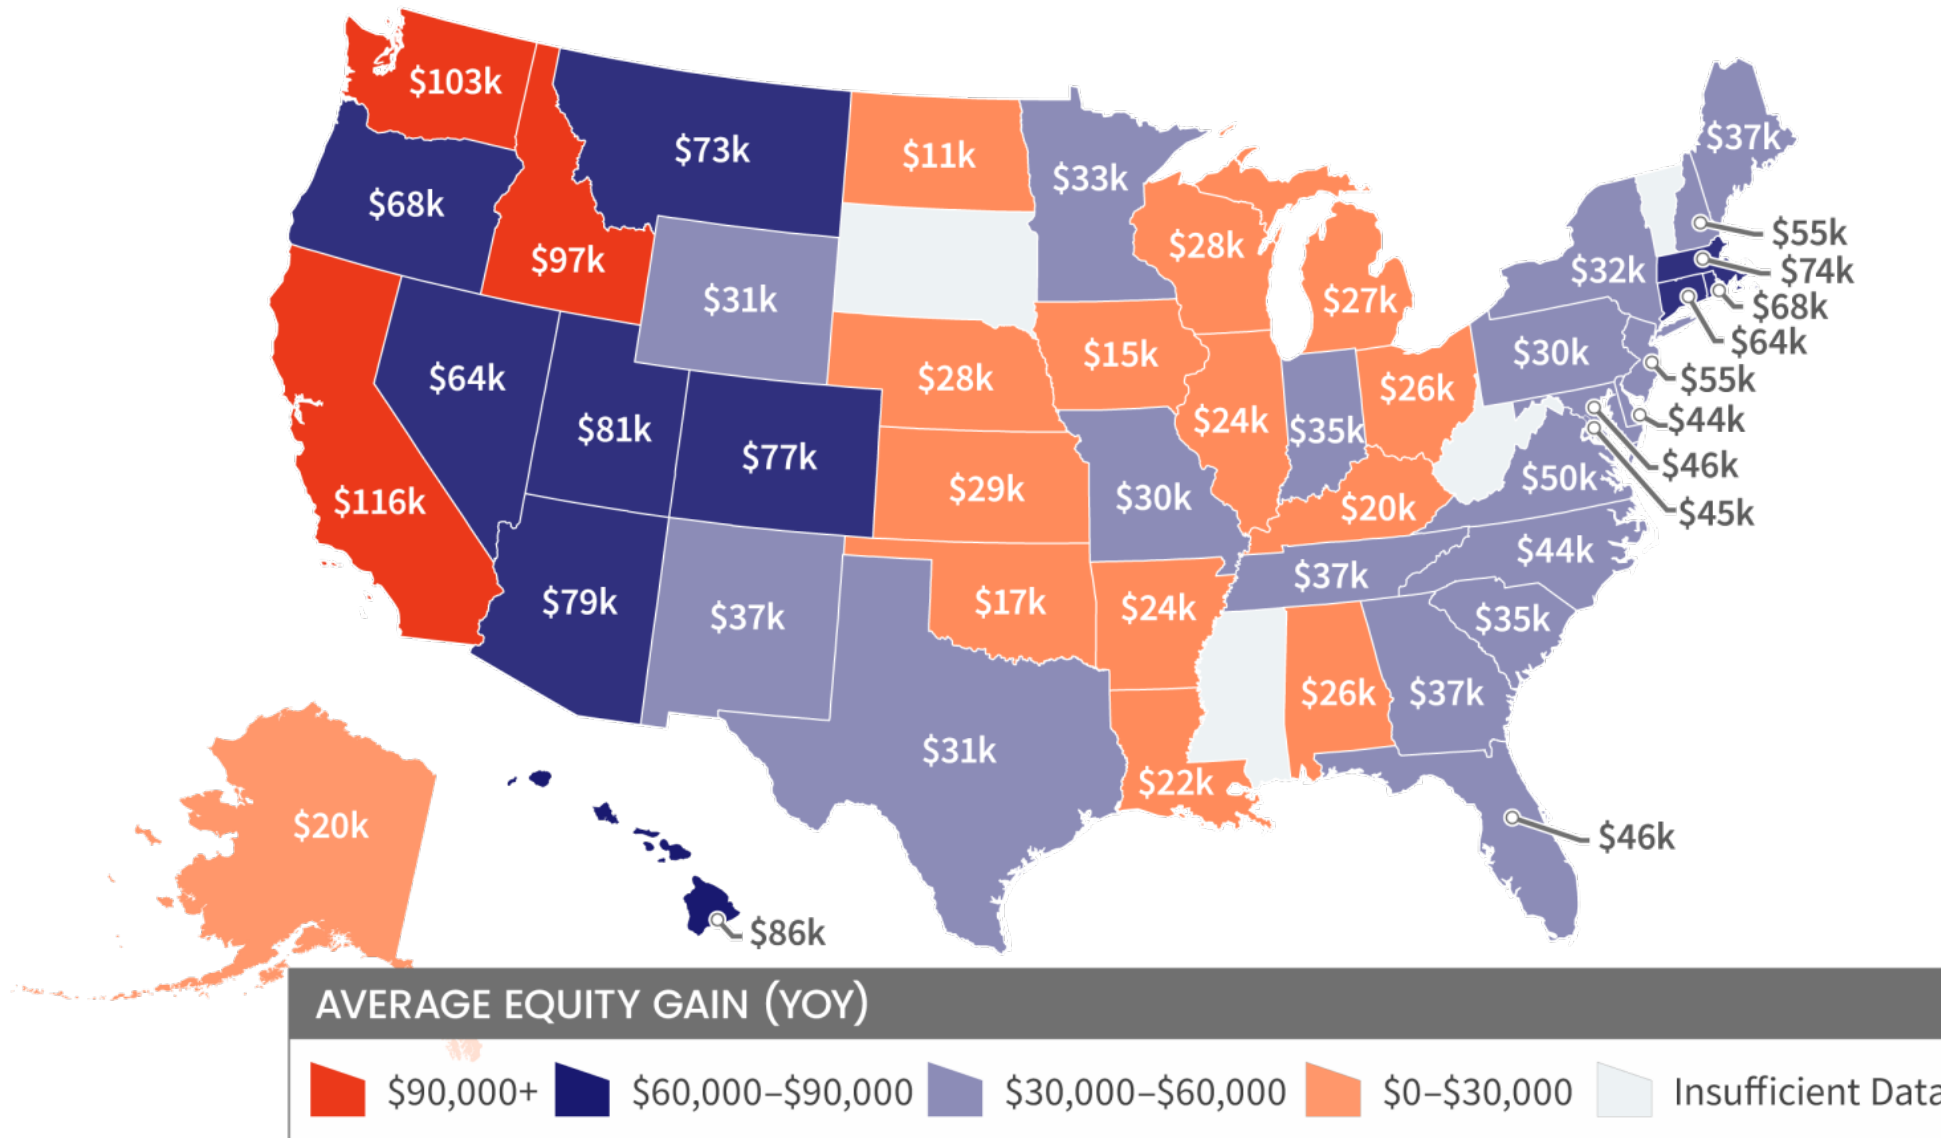 $103k
$73k
$11k
$33k
$37k
$68k
$97k
$28k
$55k
$74k
$32k
$68k
$31k
$27k
$64k
$15k
$30k
$64k
$28k
$26k
$55k
$81k
$77k
$24k
$35k
$44k
$46k
$50k
$29k
$116k
$30k
$20k
$45k
$44k
$79k
$37k
$17k
$24k
$37k
$35k
$26k
$37k
$31k
$22k
$20k
$46k
$86k
AVERAGE EQUITY GAIN (YOY)
$90,000+ $60,000–$90,000 $30,000–$60,000 $0–$30,000 Insufficient Data